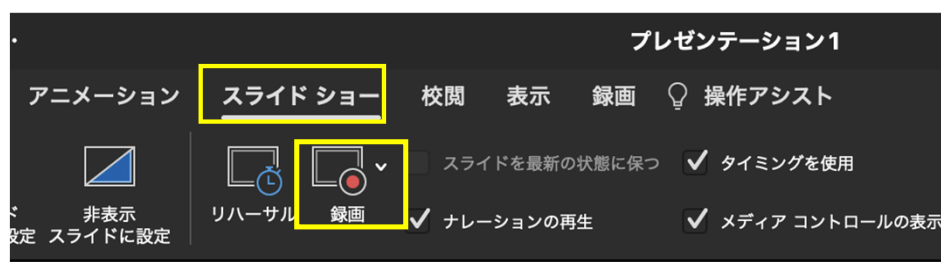 プレゼンテーション1
アニメーション スライド ショー 校閲 表示 録画 操作アシスト
スライドを最新の状態に保つ タイミングを使用
非表示 リハーサル 録画 ナレーションの再生 メディア コントロールの表示
スライドに設定